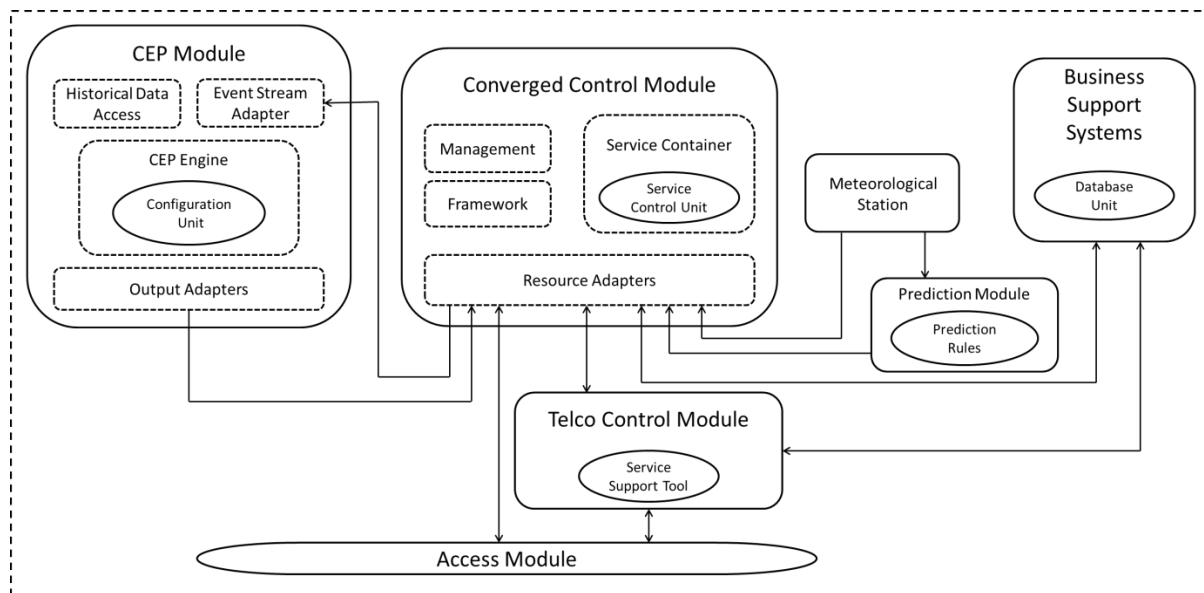 CEP Module
Historical Data
Access
Event Stream
Adapter
CEP Engine
Configuration
Unit
Output Adapters
Converged Control Module
Management
Framework
Service Container
Service
Control Unit
Resource Adapters
Meteorological
Station
Business
Support
Systems
Database
Unit
Prediction Module
Prediction
Rules
Telco Control Module
Service
Support Tool
Access Module